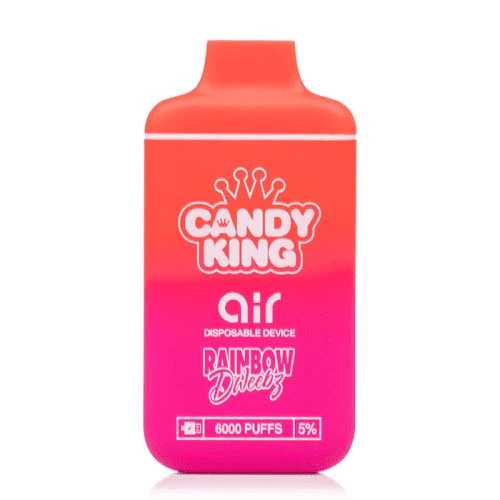 CANDY
KING
air
DISPOSABLE DEVICE
RAINBOW
Dweebz
6000 PUFFS 5%